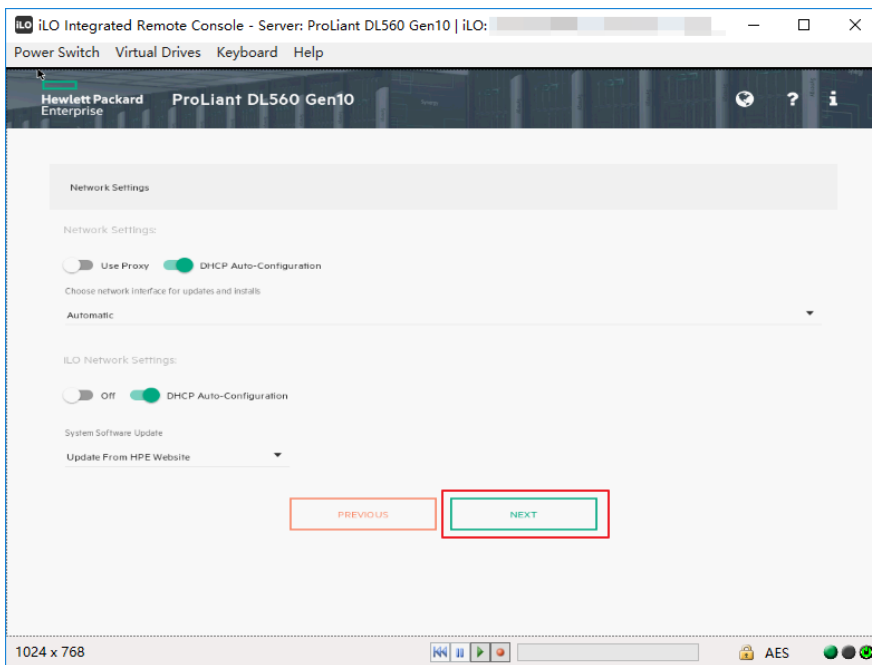 iLO iLO Integrated Remote Console - Server: ProLiant DL560 Gen10 | iLO:
Power Switch Virtual Drives Keyboard Help
Hewlett Packard
Enterprise
ProLiant DL560 Gen10
? i
Network Settings
Network Settings:
Use Proxy DHCP Auto-Configuration
Choose network interface for updates and installs
Automatic
iLO Network Settings:
Off DHCP Auto-Configuration
System Software Update
Update From HPE Website
PREVIOUS NEXT
1024 x 768 AES